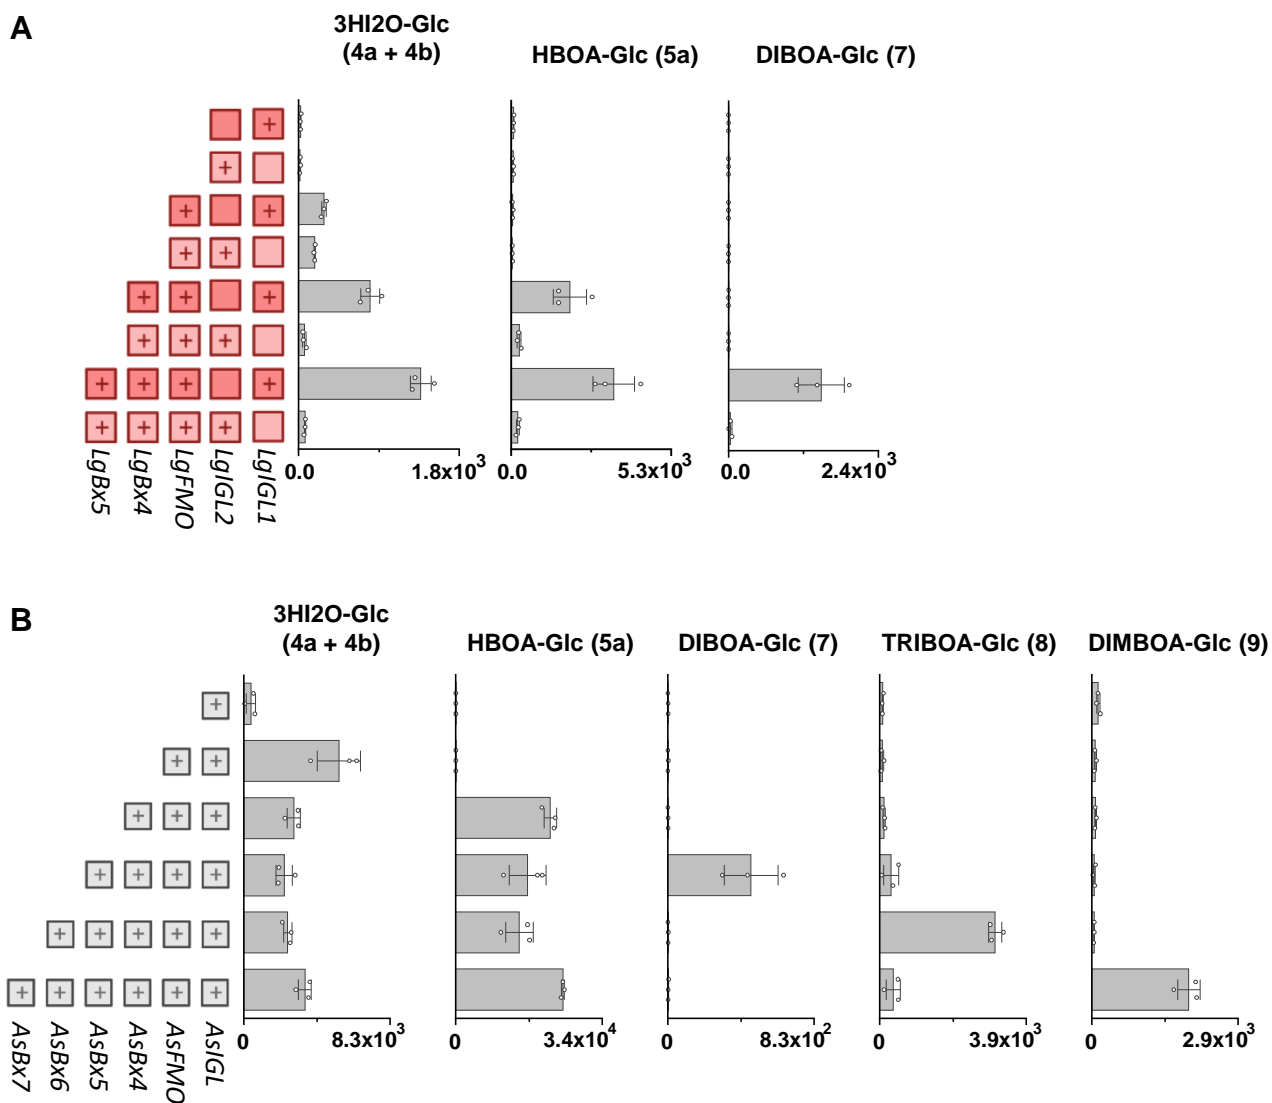 A
3HI2O-Glc
(4a + 4b)
HBOA-Glc (5a)
DIBOA-Glc (7)
+
+
+ +
+ +
+ + +
+ + +
+ + + +
+ + + +
0.0 1.8x10³
0.0 5.3x10³
0.0 2.4x10³
LgBx5
LgBx4
LgFMO
LgIGL2
LgIGL1
B
3HI2O-Glc
(4a + 4b)
HBOA-Glc (5a)
DIBOA-Glc (7)
TRIBOA-Glc (8)
DIMBOA-Glc (9)
+
+ +
+ + +
+ + + +
+ + + + +
+ + + + + +
0 8.3x10³
0 3.4x10⁴
0 8.3x10²
0 3.9x10³
0 2.9x10³
AsBx7
AsBx6
AsBx5
AsBx4
AsFMO
AsIGL